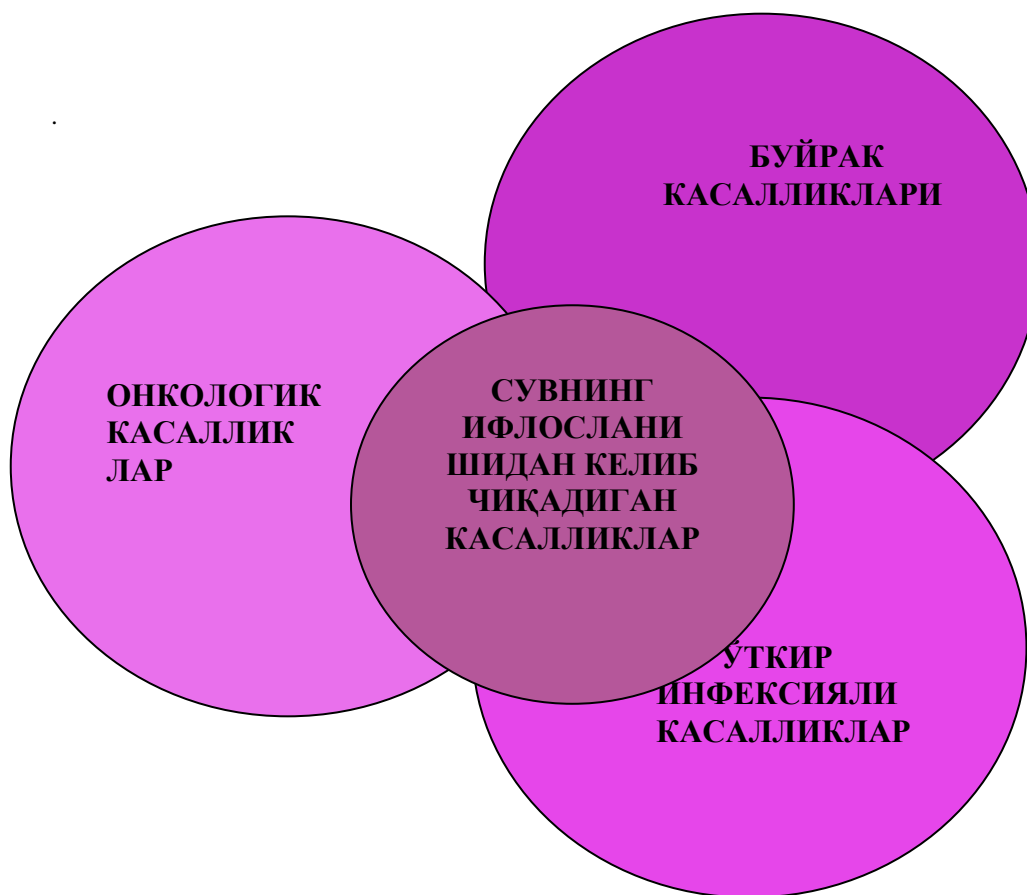 БУЙРАК
КАСАЛЛИКЛАРИ
ОНКОЛОГИК
КАСАЛЛИК
ЛАР
СУВНИНГ
ИФЛОСЛАНИ
ШИДАН КЕЛИБ
ЧИҚАДИГАН
КАСАЛЛИКЛАР
ЎТКИР
ИНФЕКСИЯЛИ
КАСАЛЛИКЛАР